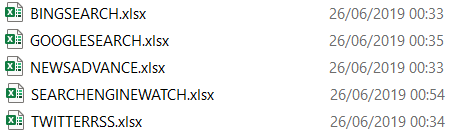 BINGSEARCH.xlsx 26/06/2019 00:33
GOOGLESEARCH.xlsx 26/06/2019 00:35
NEWSADVANCE.xlsx 26/06/2019 00:33
SEARCHENGINEWATCH.xlsx 26/06/2019 00:54
TWITTERRSS.xlsx 26/06/2019 00:34